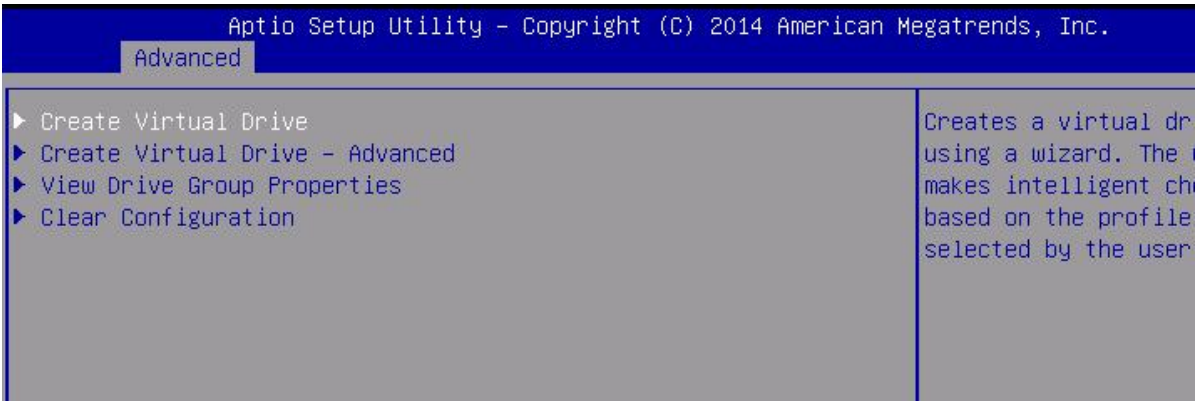 Aptio Setup Utility – Copyright (C) 2014 American Megatrends, Inc.
Advanced
Create Virtual Drive
Create Virtual Drive – Advanced
View Drive Group Properties
Clear Configuration
Creates a virtual dr
using a wizard. The
makes intelligent
based on the profile
selected by the user